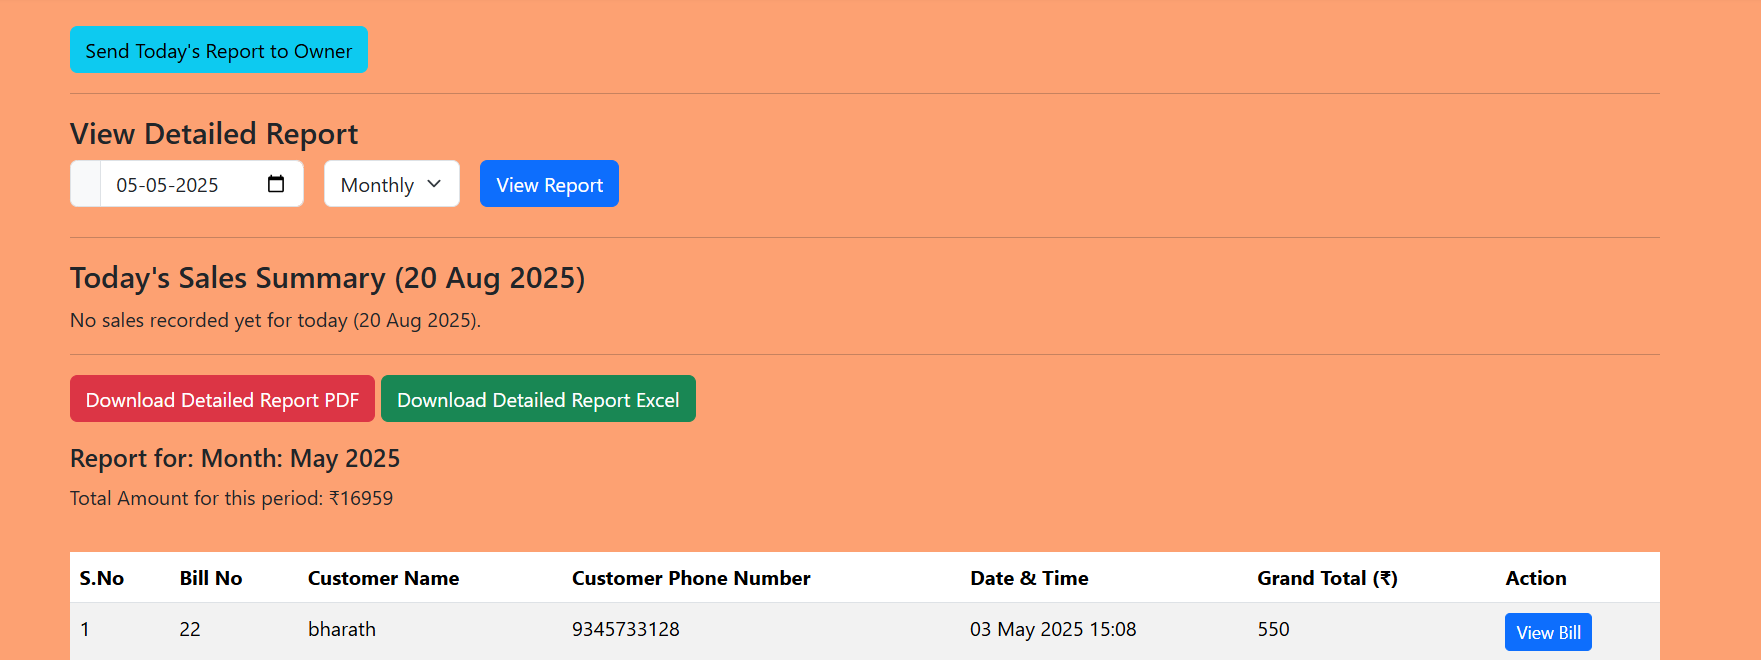 Send Today's Report to Owner
View Detailed Report
05-05-2025 Monthly View Report
Today's Sales Summary (20 Aug 2025)
No sales recorded yet for today (20 Aug 2025).
Download Detailed Report PDF Download Detailed Report Excel
Report for: Month: May 2025
Total Amount for this period: ₹16959
S.No Bill No Customer Name Customer Phone Number Date & Time Grand Total (₹) Action
1 22 bharath 9345733128 03 May 2025 15:08 550 View Bill